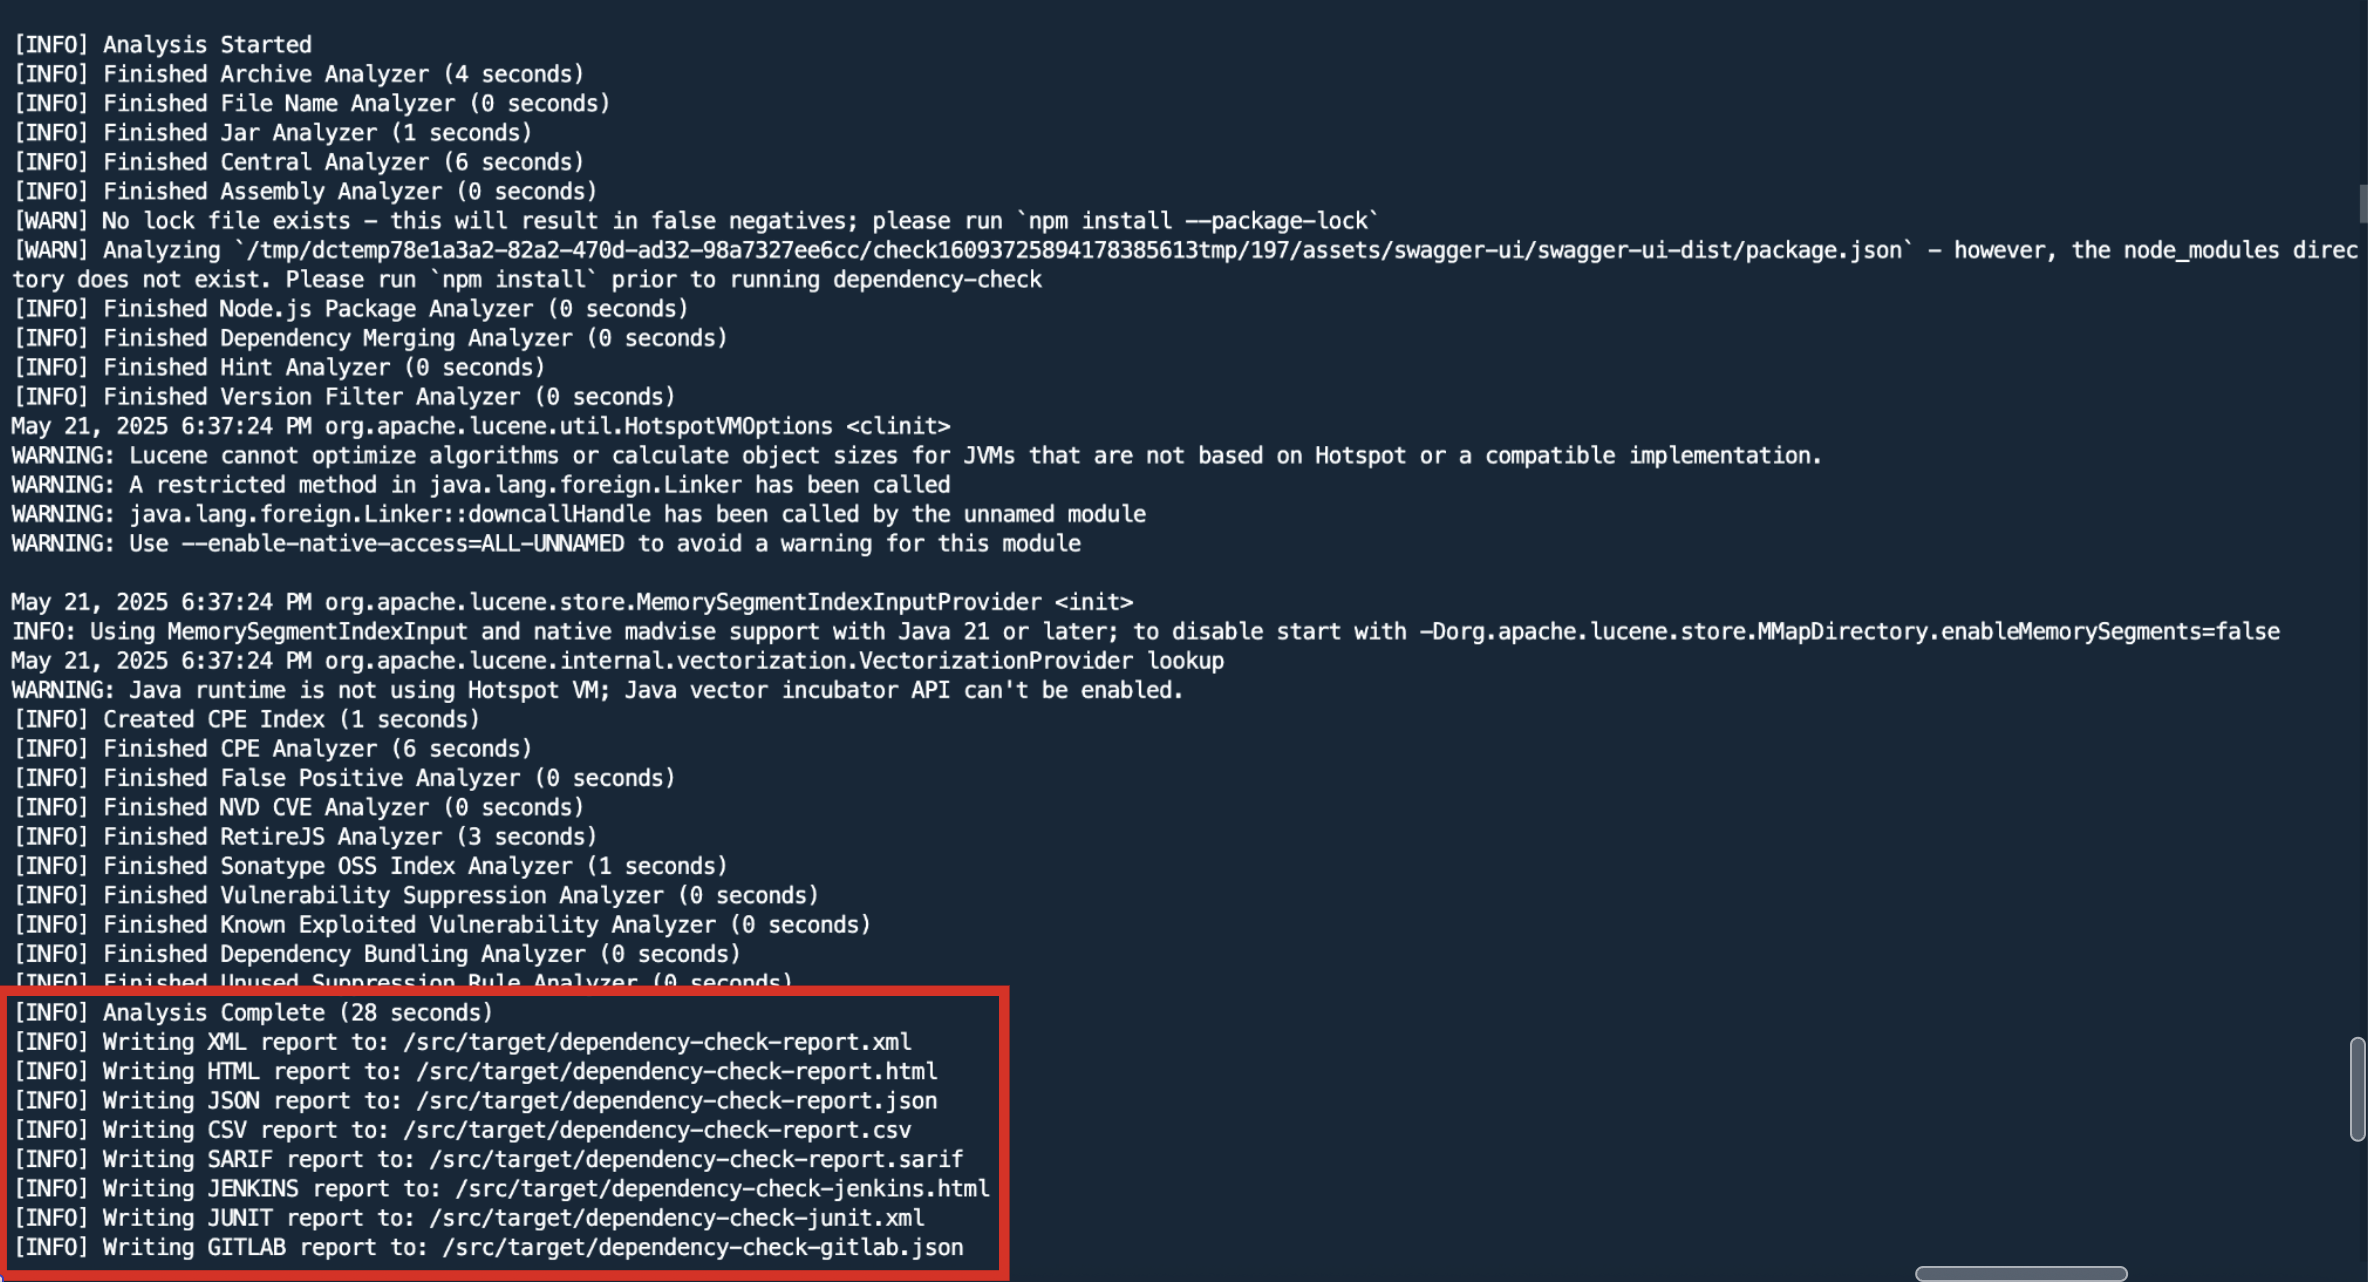 [INFO] Analysis Started
[INFO] Finished Archive Analyzer (4 seconds)
[INFO] Finished File Name Analyzer (0 seconds)
[INFO] Finished Jar Analyzer (1 seconds)
[INFO] Finished Central Analyzer (6 seconds)
[INFO] Finished Assembly Analyzer (0 seconds)
[WARN] No lock file exists - this will result in false negatives; please run `npm install --package-lock`
[WARN] Analyzing `/tmp/dctemp78e1a3a2-82a2-470d-ad32-98a7327ee6cc/check16093725894178385613tmp/197/assets/swagger-ui/swagger-ui-dist/package.json` - however, the node_modules direc
tory does not exist. Please run `npm install` prior to running dependency-check
[INFO] Finished Node.js Package Analyzer (0 seconds)
[INFO] Finished Dependency Merging Analyzer (0 seconds)
[INFO] Finished Hint Analyzer (0 seconds)
[INFO] Finished Version Filter Analyzer (0 seconds)
May 21, 2025 6:37:24 PM org.apache.lucene.util.HotspotVMOptions <clinit>
WARNING: Lucene cannot optimize algorithms or calculate object sizes for JVMs that are not based on Hotspot or a compatible implementation.
WARNING: A restricted method in java.lang.foreign.Linker has been called
WARNING: java.lang.foreign.Linker::downcallHandle has been called by the unnamed module
WARNING: Use --enable-native-access=ALL-UNNAMED to avoid a warning for this module
May 21, 2025 6:37:24 PM org.apache.lucene.store.MemorySegmentIndexInputProvider <init>
INFO: Using MemorySegmentIndexInput and native madvise support with Java 21 or later; to disable start with -Dorg.apache.lucene.store.MMapDirectory.enableMemorySegments=false
May 21, 2025 6:37:24 PM org.apache.lucene.internal.vectorization.VectorizationProvider lookup
WARNING: Java runtime is not using Hotspot VM; Java vector incubator API can't be enabled.
[INFO] Created CPE Index (1 seconds)
[INFO] Finished CPE Analyzer (6 seconds)
[INFO] Finished False Positive Analyzer (0 seconds)
[INFO] Finished NVD CVE Analyzer (0 seconds)
[INFO] Finished RetireJS Analyzer (3 seconds)
[INFO] Finished Sonatype OSS Index Analyzer (1 seconds)
[INFO] Finished Vulnerability Suppression Analyzer (0 seconds)
[INFO] Finished Known Exploited Vulnerability Analyzer (0 seconds)
[INFO] Finished Dependency Bundling Analyzer (0 seconds)
[INFO] Finished Unused Suppression Rule Analyzer (0 seconds)
[INFO] Analysis Complete (28 seconds)
[INFO] Writing XML report to: /src/target/dependency-check-report.xml
[INFO] Writing HTML report to: /src/target/dependency-check-report.html
[INFO] Writing JSON report to: /src/target/dependency-check-report.json
[INFO] Writing CSV report to: /src/target/dependency-check-report.csv
[INFO] Writing SARIF report to: /src/target/dependency-check-report.sarif
[INFO] Writing JENKINS report to: /src/target/dependency-check-jenkins.html
[INFO] Writing JUNIT report to: /src/target/dependency-check-junit.xml
[INFO] Writing GITLAB report to: /src/target/dependency-check-gitlab.json